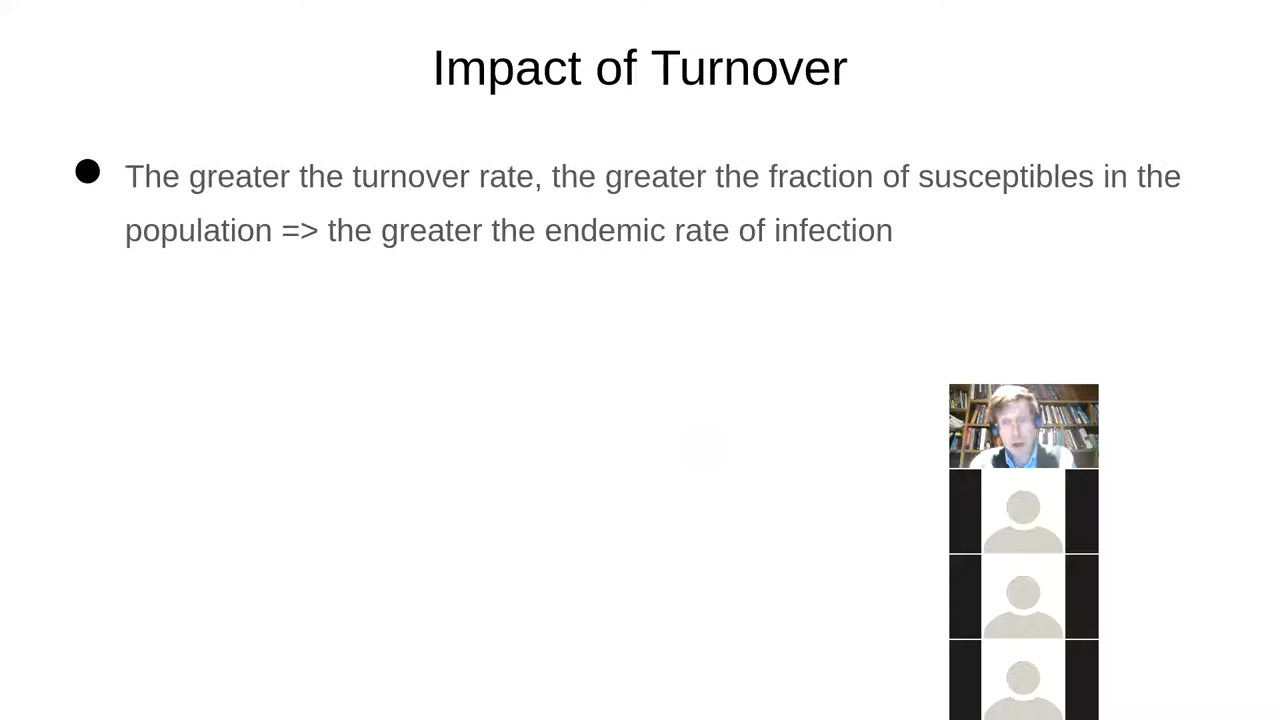 Impact of Turnover
● The greater the turnover rate, the greater the fraction of susceptibles in the
population => the greater the endemic rate of infection